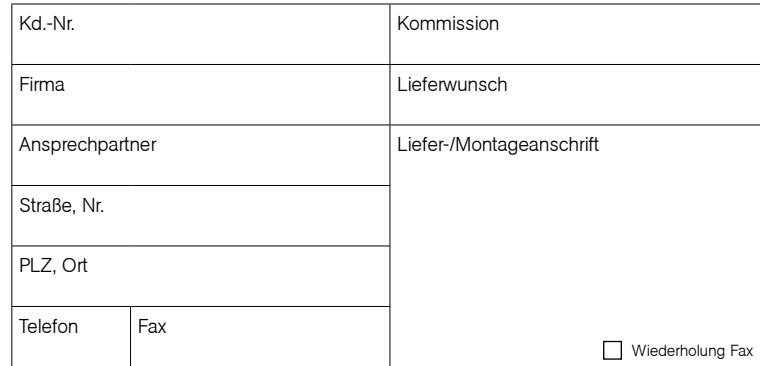 Kd.-Nr.
Kommission
Firma
Lieferwunsch
Ansprechpartner
Liefer-/Montageanschrift
Straße, Nr.
PLZ, Ort
Telefon
Fax
Wiederholung Fax